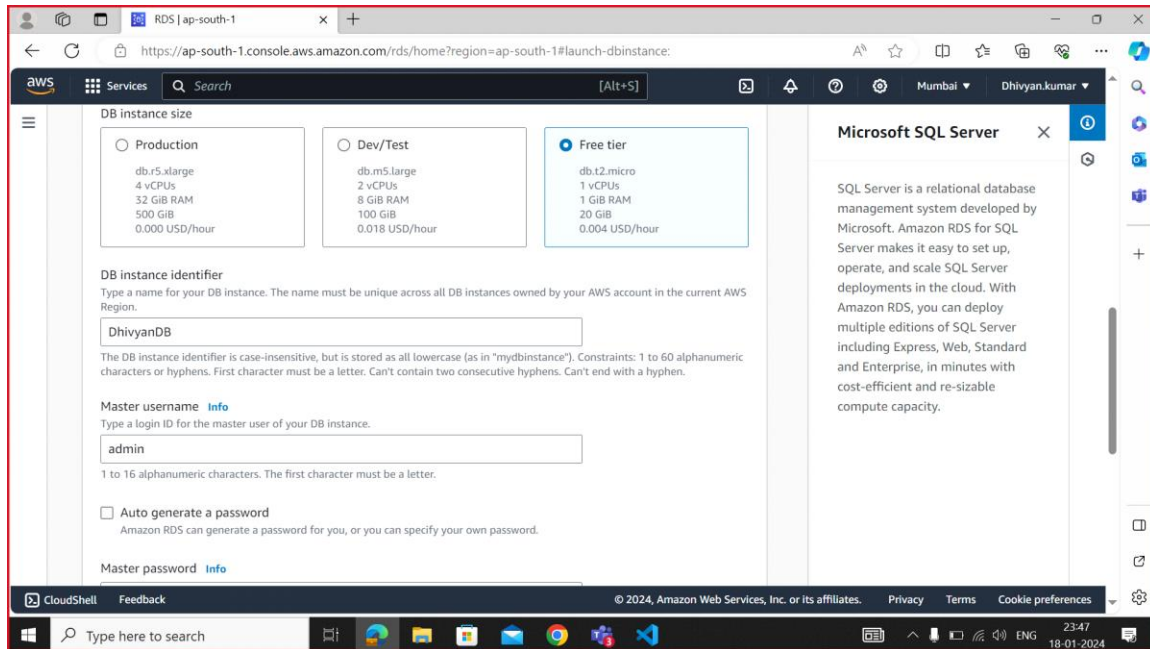 RDS | ap-south-1
https://ap-south-1.console.aws.amazon.com/rds/home?region=ap-south-1#launch-dbinstance:
aws
Services
Search
[Alt+S]
Mumbai
Dhivyan.kumar
DB instance size
Production
db.r5.xlarge
4 vCPUs
32 GiB RAM
500 GiB
0.000 USD/hour
Dev/Test
db.m5.large
2 vCPUs
8 GiB RAM
100 GiB
0.018 USD/hour
Free tier
db.t2.micro
1 vCPUs
1 GiB RAM
20 GiB
0.004 USD/hour
DB instance identifier
Type a name for your DB instance. The name must be unique across all DB instances owned by your AWS account in the current AWS
Region.
DhivyanDB
The DB instance identifier is case-insensitive, but is stored as all lowercase (as in "mydbinstance"). Constraints: 1 to 60 alphanumeric
characters or hyphens. First character must be a letter. Can't contain two consecutive hyphens. Can't end with a hyphen.
Master username Info
Type a login ID for the master user of your DB instance.
admin
1 to 16 alphanumeric characters. The first character must be a letter.
Auto generate a password
Amazon RDS can generate a password for you, or you can specify your own password.
Master password Info
Microsoft SQL Server
SQL Server is a relational database
management system developed by
Microsoft. Amazon RDS for SQL
Server makes it easy to set up,
operate, and scale SQL Server
deployments in the cloud. With
Amazon RDS, you can deploy
multiple editions of SQL Server
including Express, Web, Standard
and Enterprise, in minutes with
cost-efficient and re-sizable
compute capacity.
CloudShell
Feedback
© 2024, Amazon Web Services, Inc. or its affiliates.
Privacy
Terms
Cookie preferences
Type here to search
ENG
23:47
18-01-2024